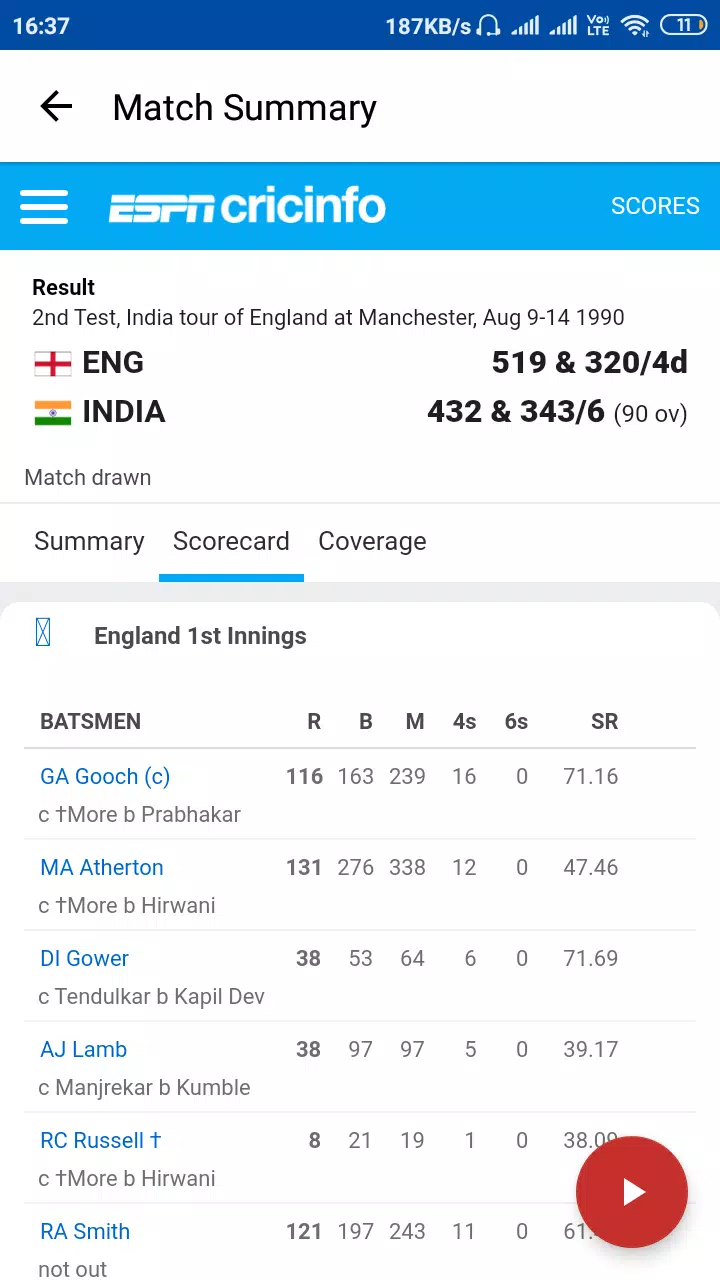 16:37 187KB/s Vo) LTE 11
Match Summary
ESPN cricinfo SCORES
Result
2nd Test, India tour of England at Manchester, Aug 9-14 1990
ENG 519 & 320/4d
INDIA 432 & 343/6 (90 ov)
Match drawn
Summary Scorecard Coverage
England 1st Innings
BATSMEN R B M 4s 6s SR
GA Gooch (c) 116 163 239 16 0 71.16
c †More b Prabhakar
MA Atherton 131 276 338 12 0 47.46
c †More b Hirwani
DI Gower 38 53 64 6 0 71.69
c Tendulkar b Kapil Dev
AJ Lamb 38 97 97 5 0 39.17
c Manjrekar b Kumble
RC Russell † 8 21 19 1 0 38.09
c †More b Hirwani
RA Smith 121 197 243 11 0
not out